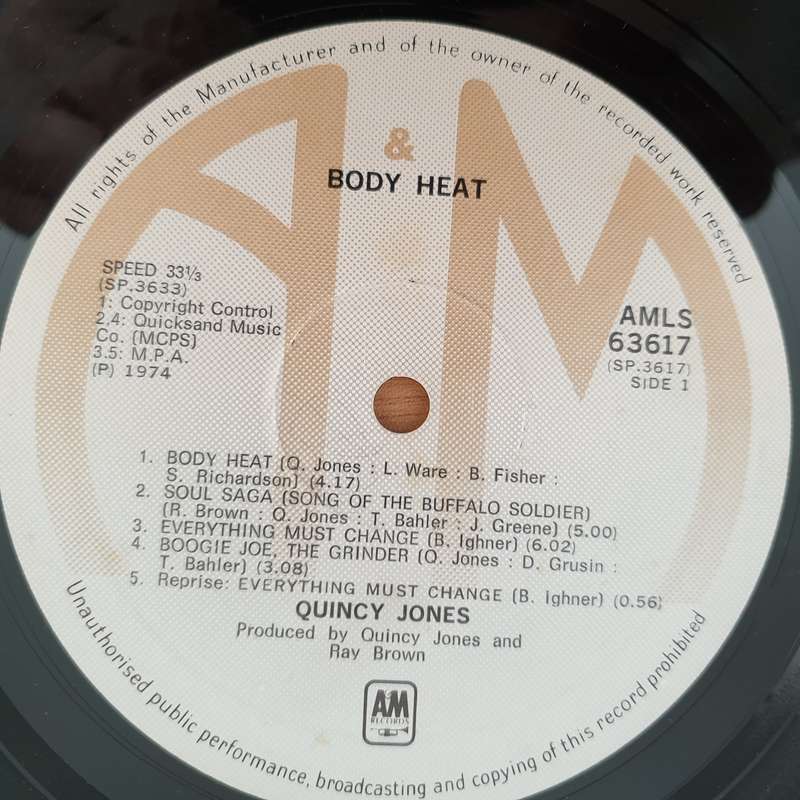 All rights of the Manufacturer and of the owner of the recorded work reserved
&
BODY HEAT
SPEED 33⅓
(SP.3633)
1: Copyright Control
2,4: Quicksand Music
Co. (MCPS)
3.5: M.P.A.
(P) 1974
AMLS
63617
(SP.3617)
SIDE 1
1. BODY HEAT (Q. Jones : L. Ware : B. Fisher :
S. Richardson) (4.17)
2. SOUL SAGA (SONG OF THE BUFFALO SOLDIER)
(R. Brown : Q. Jones : T. Bahler : J. Greene) (5.00)
3. EVERYTHING MUST CHANGE (B. Ighner) (6.02)
4. BOOGIE JOE, THE GRINDER (Q. Jones : D. Grusin :
T. Bahler) (3.08)
5. Reprise: EVERYTHING MUST CHANGE (B. Ighner) (0.56)
QUINCY JONES
Produced by Quincy Jones and
Ray Brown
A&M
RECORDS
Unauthorised public performance, broadcasting and copying of this record prohibited